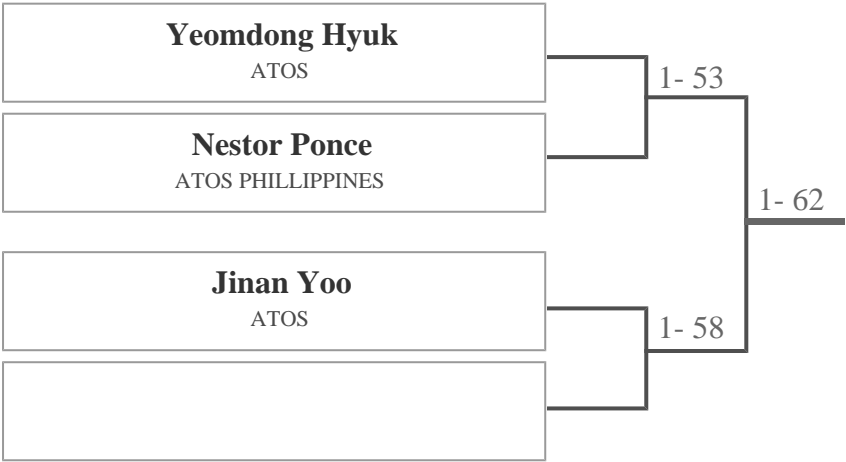 Yeomdong Hyuk
ATOS
1- 53
Nestor Ponce
ATOS PHILLIPPINES
1- 62
Jinan Yoo
ATOS
1- 58